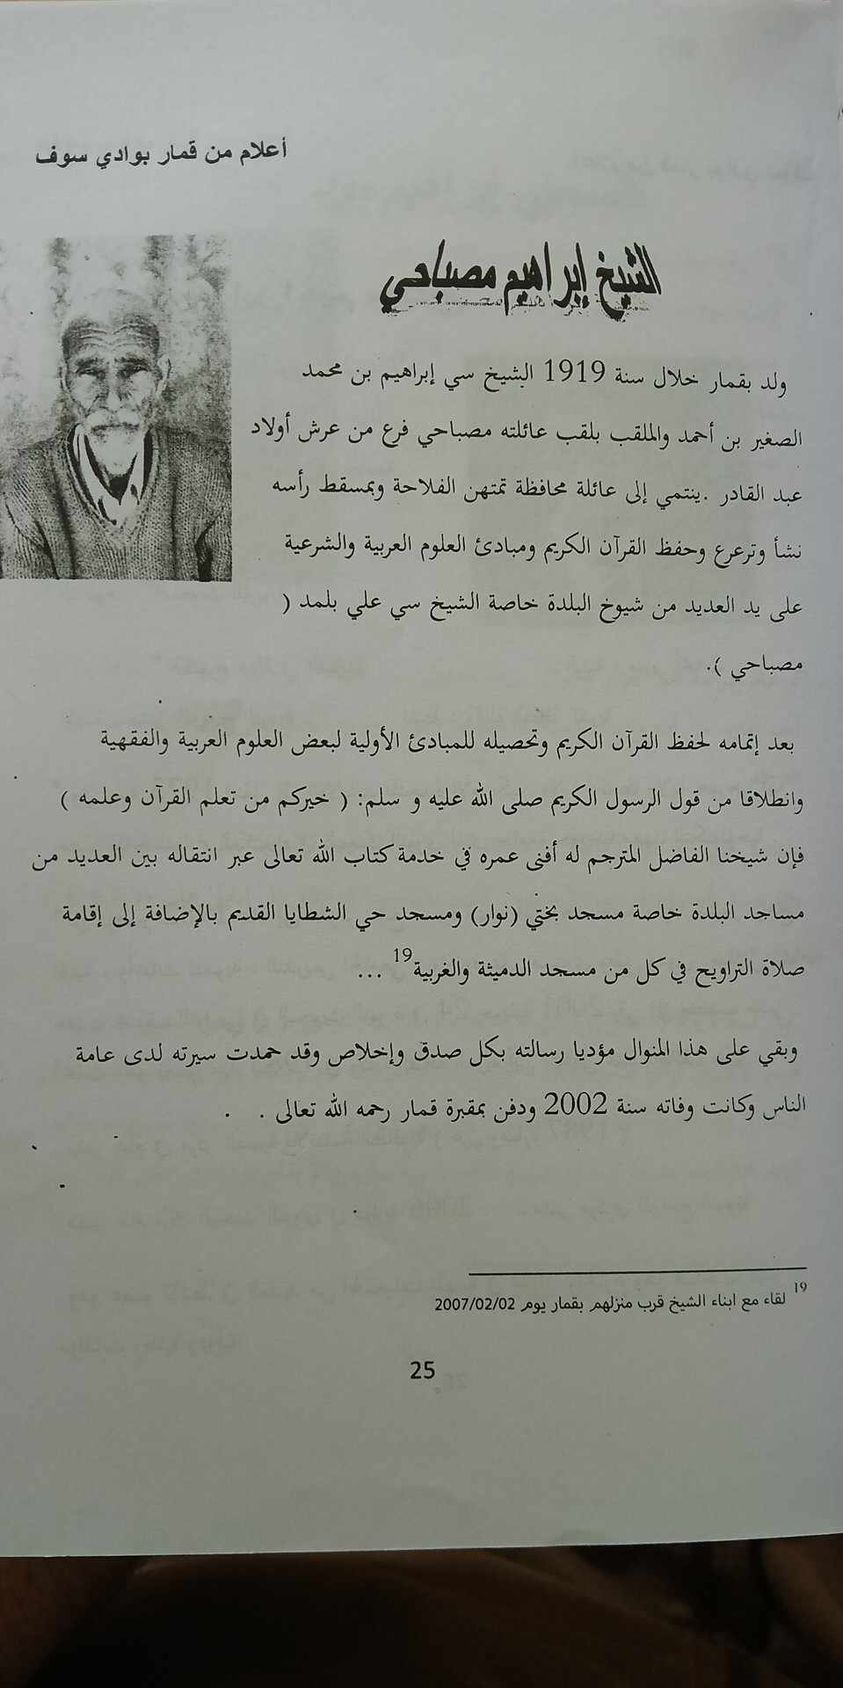 أعلام من قمار بوادي سوف
الشيخ إبراهيم مصباحي
ولد بقمار خلال سنة 1919 الشيخ سي إبراهيم بن محمد
الصغير بن أحمد والملقب بلقب عائلته مصباحي فرع من عرش أولاد
عبد القادر .ينتمي إلى عائلة محافظة تمتهن الفلاحة وبمسقط رأسه
نشأ وترعرع وحفظ القرآن الكريم ومبادئ العلوم العربية والشرعية
على يد العديد من شيوخ البلدة خاصة الشيخ سي علي بلمد (
مصباحي ).
بعد إتمامه لحفظ القرآن الكريم وتحصيله للمبادئ الأولية لبعض العلوم العربية والفقهية
وانطلاقا من قول الرسول الكريم صلى الله عليه و سلم: ( خيركم من تعلم القرآن وعلمه )
فإن شيخنا الفاضل المترجم له أفنى عمره في خدمة كتاب الله تعالى عبر انتقاله بين العديد من
مساجد البلدة خاصة مسجد بختي (نوار) ومسجد حي الشطايا القديم بالإضافة إلى إقامة
صلاة التراويح في كل من مسجد الدميثة والغربية19 ...
وبقي على هذا المنوال مؤديا رسالته بكل صدق وإخلاص وقد حمدت سيرته لدى عامة
الناس وكانت وفاته سنة 2002 ودفن بمقبرة قمار رحمه الله تعالى .
19 لقاء مع ابناء الشيخ قرب منزلهم بقمار يوم 2007/02/02
25